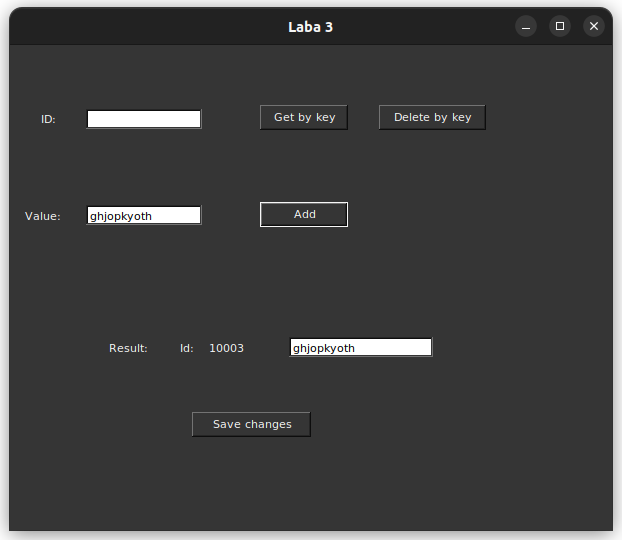 Laba 3
ID: Get by key Delete by key
Value: ghjopkyoth Add
Result: Id: 10003 ghjopkyoth
Save changes